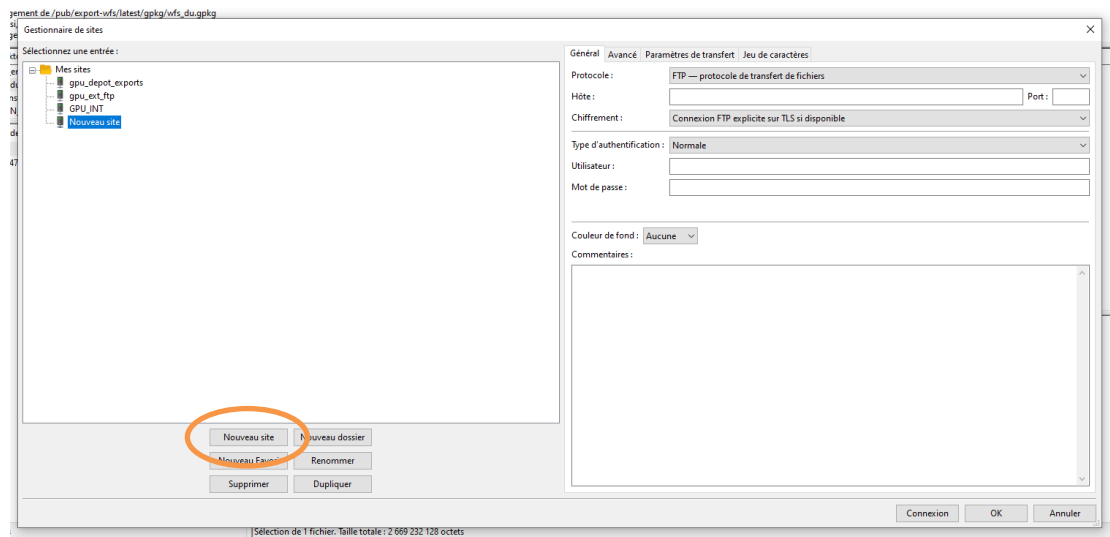 gement de /pub/export-wfs/latest/gpkg/wfs_du.gpkg
Gestionnaire de sites
Sélectionnez une entrée :
Mes sites
gpu_depot_exports
gpu_ext_ftp
GPU_INT
Nouveau site
Général Avancé Paramètres de transfert Jeu de caractères
Protocole : FTP — protocole de transfert de fichiers
Hôte : Port :
Chiffrement : Connexion FTP explicite sur TLS si disponible
Type d'authentification : Normale
Utilisateur :
Mot de passe :
Couleur de fond : Aucune
Commentaires :
Nouveau site Nouveau dossier
Nouveau Favori Renommer
Supprimer Dupliquer
Connexion OK Annuler
Sélection de 1 fichier. Taille totale : 2 669 232 128 octets